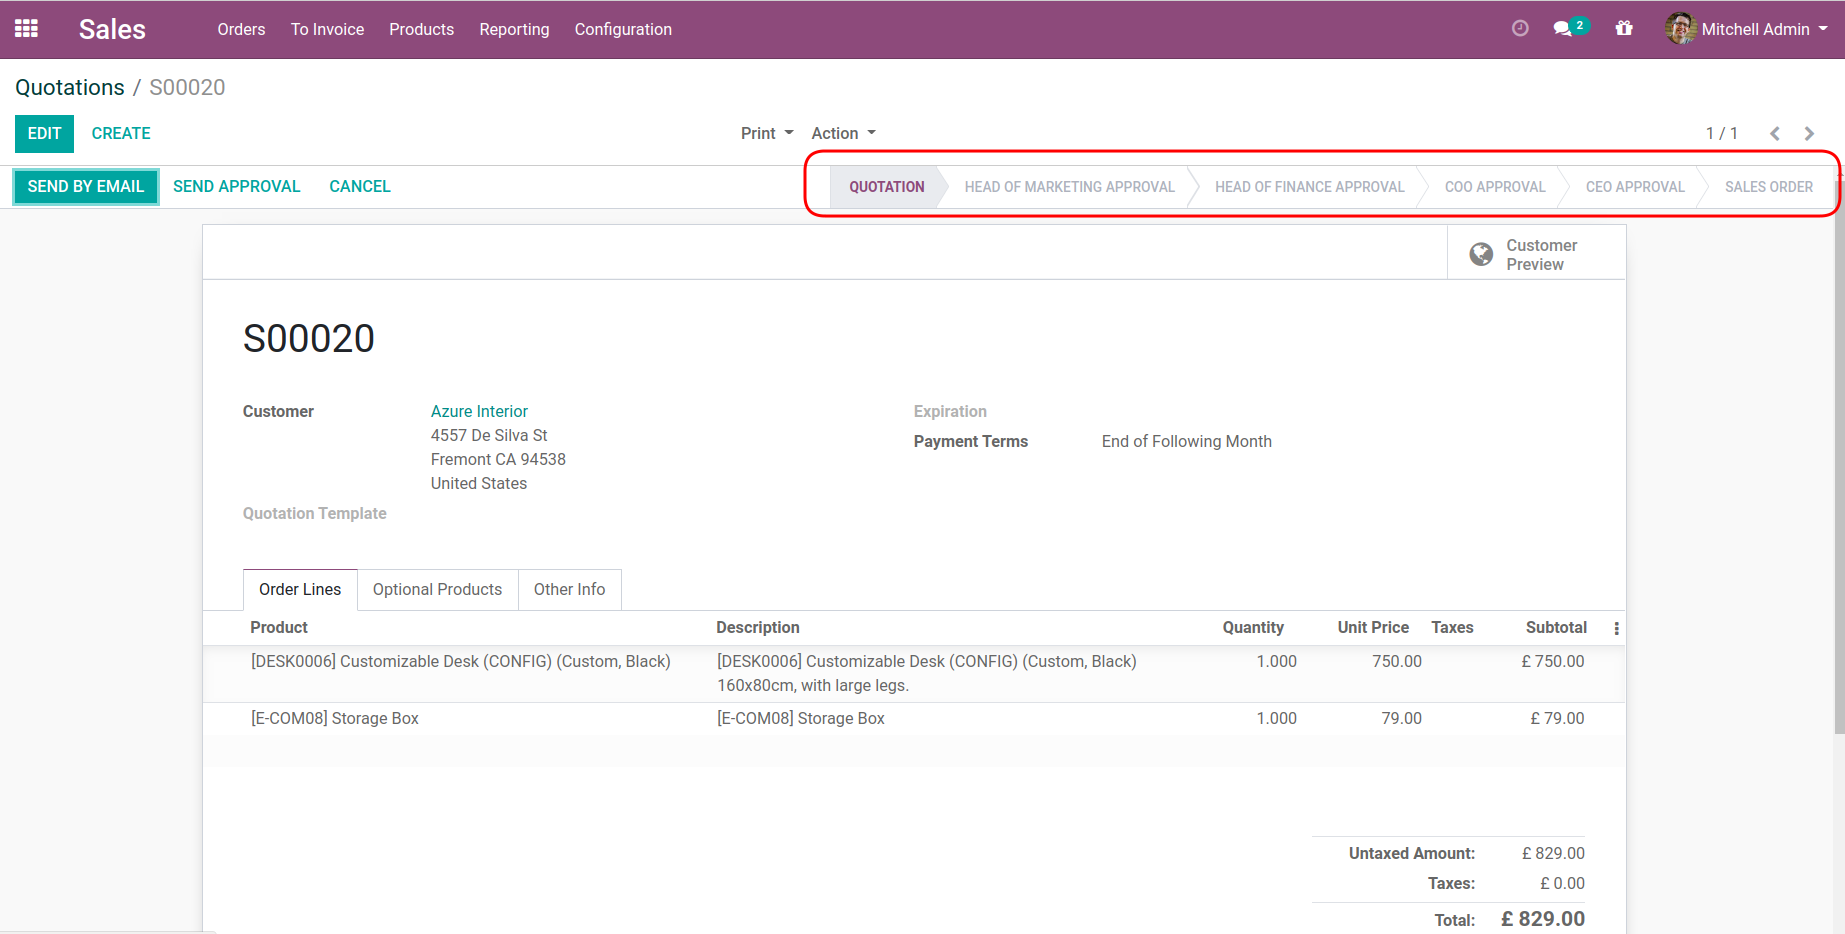 Sales Orders To Invoice Products Reporting Configuration 2 Mitchell Admin
Quotations / S00020
EDIT CREATE Print Action 1 / 1
SEND BY EMAIL SEND APPROVAL CANCEL QUOTATION HEAD OF MARKETING APPROVAL HEAD OF FINANCE APPROVAL COO APPROVAL CEO APPROVAL SALES ORDER
Customer
Preview
S00020
Customer Azure Interior Expiration
4557 De Silva St
Payment Terms End of Following Month
Fremont CA 94538
United States
Quotation Template
Order Lines Optional Products Other Info
Product Description Quantity Unit Price Taxes Subtotal
[DESK0006] Customizable Desk (CONFIG) (Custom, Black) [DESK0006] Customizable Desk (CONFIG) (Custom, Black) 1.000 750.00 £ 750.00
160x80cm, with large legs.
[E-COM08] Storage Box [E-COM08] Storage Box 1.000 79.00 £ 79.00
Untaxed Amount: £ 829.00
Taxes: £ 0.00
Total: £ 829.00